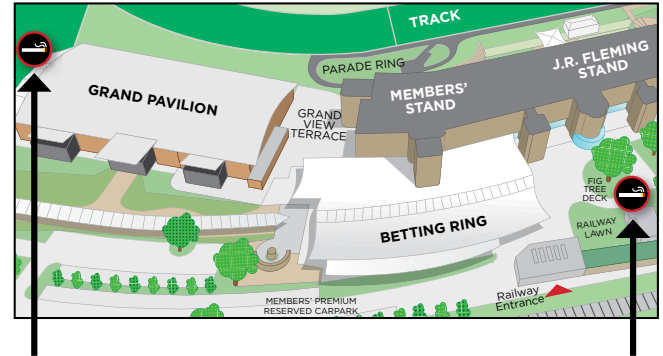 TRACK
PARADE RING
J.R. FLEMING
STAND
GRAND PAVILION
MEMBERS'
STAND
GRAND
VIEW
TERRACE
FIG
TREE
DECK
BETTING RING
RAILWAY
LAWN
Railway
Entrance
MEMBERS' PREMIUM
RESERVED CARPARK